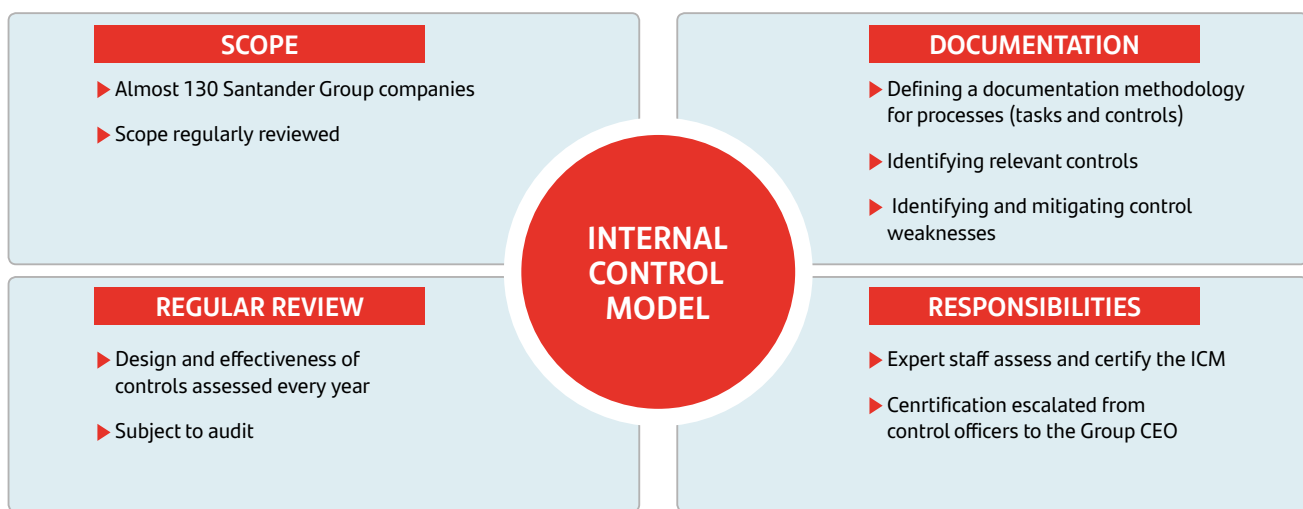 SCOPE
▶ Almost 130 Santander Group companies
▶ Scope regularly reviewed
DOCUMENTATION
▶ Defining a documentation methodology
for processes (tasks and controls)
▶ Identifying relevant controls
▶ Identifying and mitigating control
weaknesses
INTERNAL
CONTROL
MODEL
REGULAR REVIEW
▶ Design and effectiveness of
controls assessed every year
▶ Subject to audit
RESPONSIBILITIES
▶ Expert staff assess and certify the ICM
▶ Cenrtification escalated from
control officers to the Group CEO